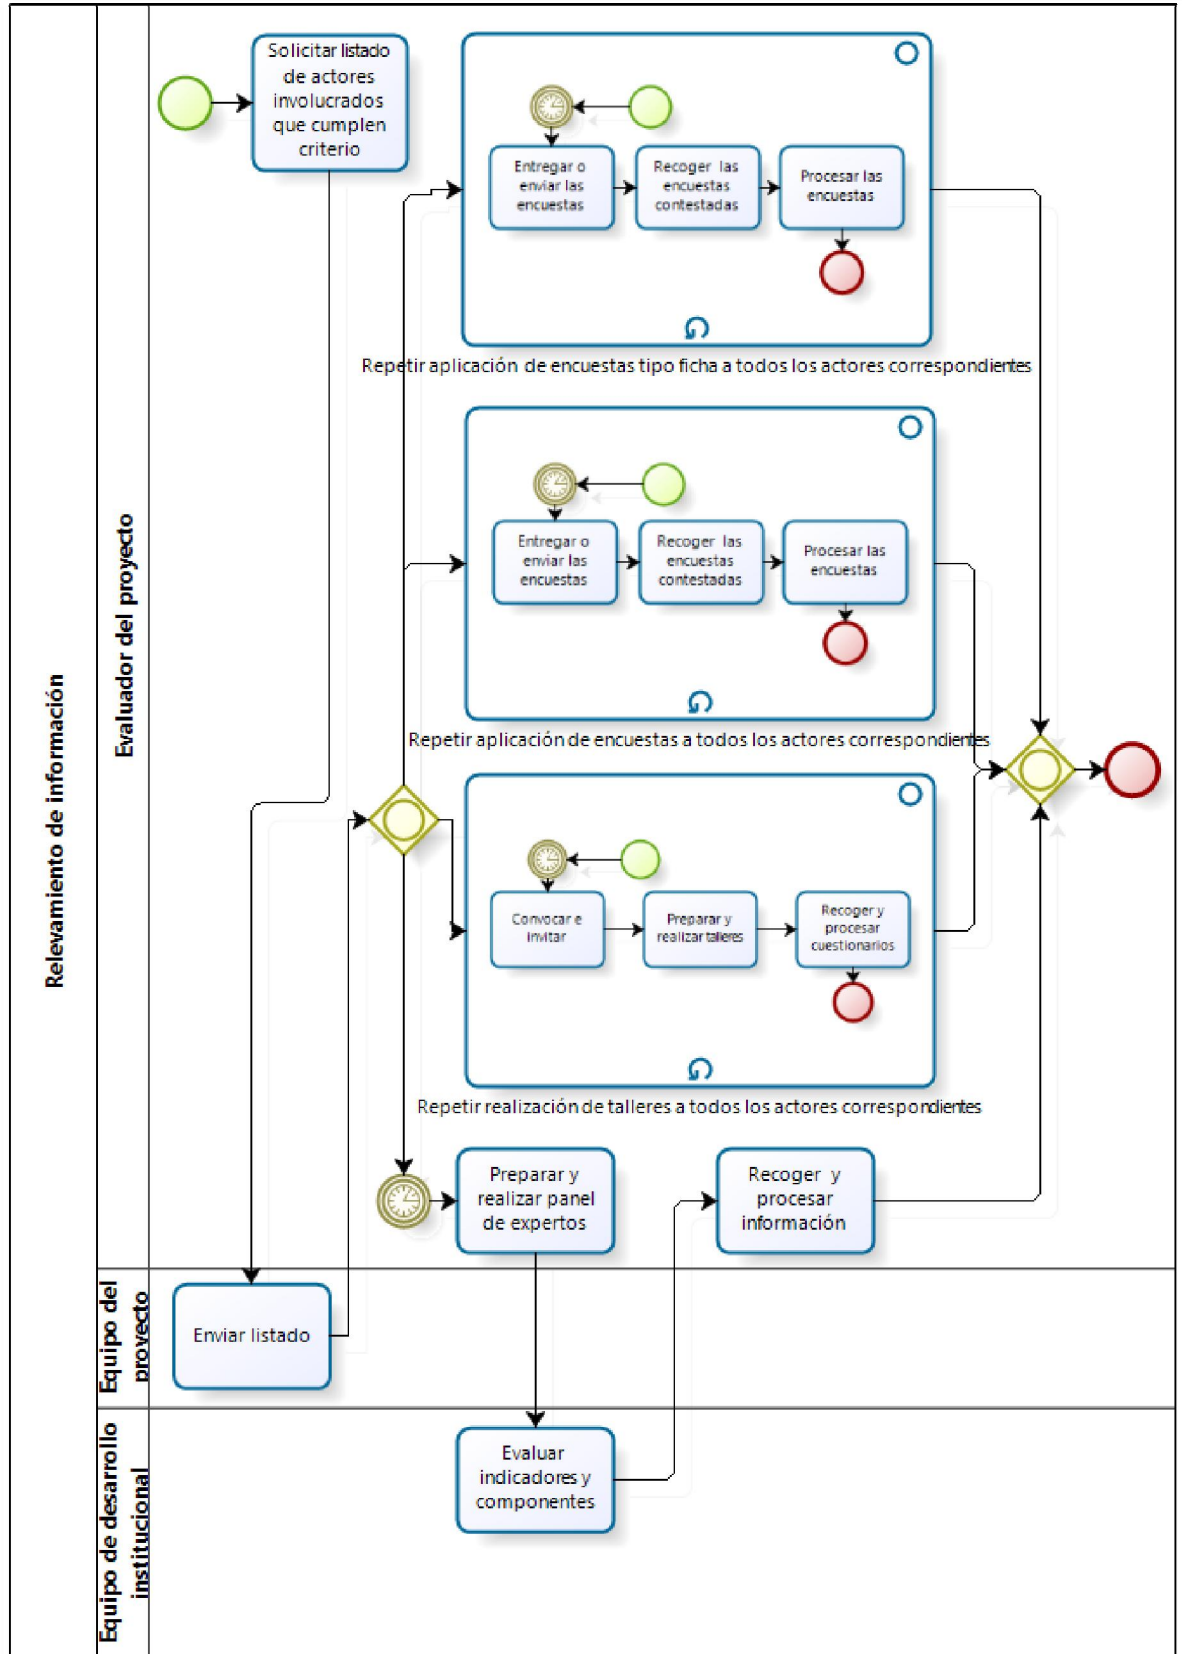 Relevamiento de información
Evaluador del proyecto
Solicitar listado
de actores
involucrados
que cumplen
criterio
Entregar o
enviar las
encuestas
Recoger las
encuestas
contestadas
Procesar las
encuestas
Repetir aplicación de encuestas tipo ficha a todos los actores correspondientes
Entregar o
enviar las
encuestas
Recoger las
encuestas
contestadas
Procesar las
encuestas
Repetir aplicación de encuestas a todos los actores correspondientes
Convocar e
invitar
Preparar y
realizar talleres
Recoger y
procesar
cuestionarios
Repetir realización de talleres a todos los actores correspondientes
Preparar y
realizar panel
de expertos
Recoger y
procesar
información
Equipo del
proyecto
Enviar listado
Equipo de desarrollo
institucional
Evaluar
indicadores y
componentes